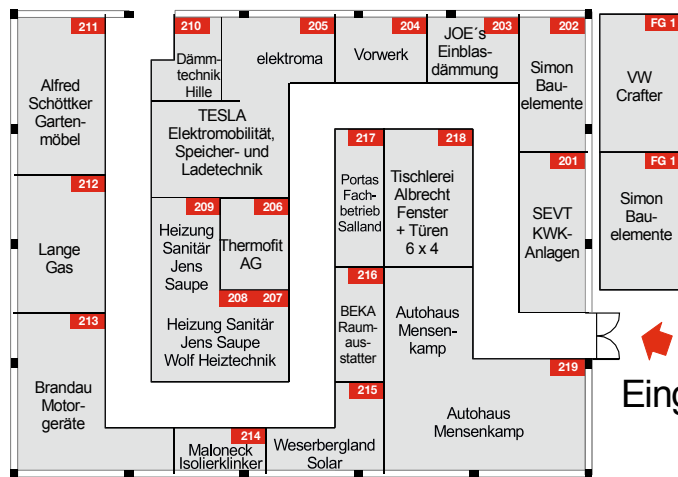 211
Alfred
Schöttker
Garten-
möbel
212
Lange
Gas
213
Brandau
Motor-
geräte
210
Dämm-
technik
Hille
205
elektroma
TESLA
Elektromobilität,
Speicher- und
Ladetechnik
204
Vorwerk
203
JOE´s
Einblas-
dämmung
202
Simon
Bau-
elemente
201
SEVT
KWK-
Anlagen
FG 1
VW
Crafter
FG 1
Simon
Bau-
elemente
209
Heizung
Sanitär
Jens
Saupe
206
Thermofit
AG
208 207
Heizung Sanitär
Jens Saupe
Wolf Heiztechnik
217
Portas
Fach-
betrieb
Salland
218
Tischlerei
Albrecht
Fenster
+ Türen
6 x 4
216
BEKA
Raum-
aus-
statter
Autohaus
Mensen-
kamp
215
Weserbergland
Solar
214
Maloneck
Isolierklinker
219
Autohaus
Mensenkamp
Eing